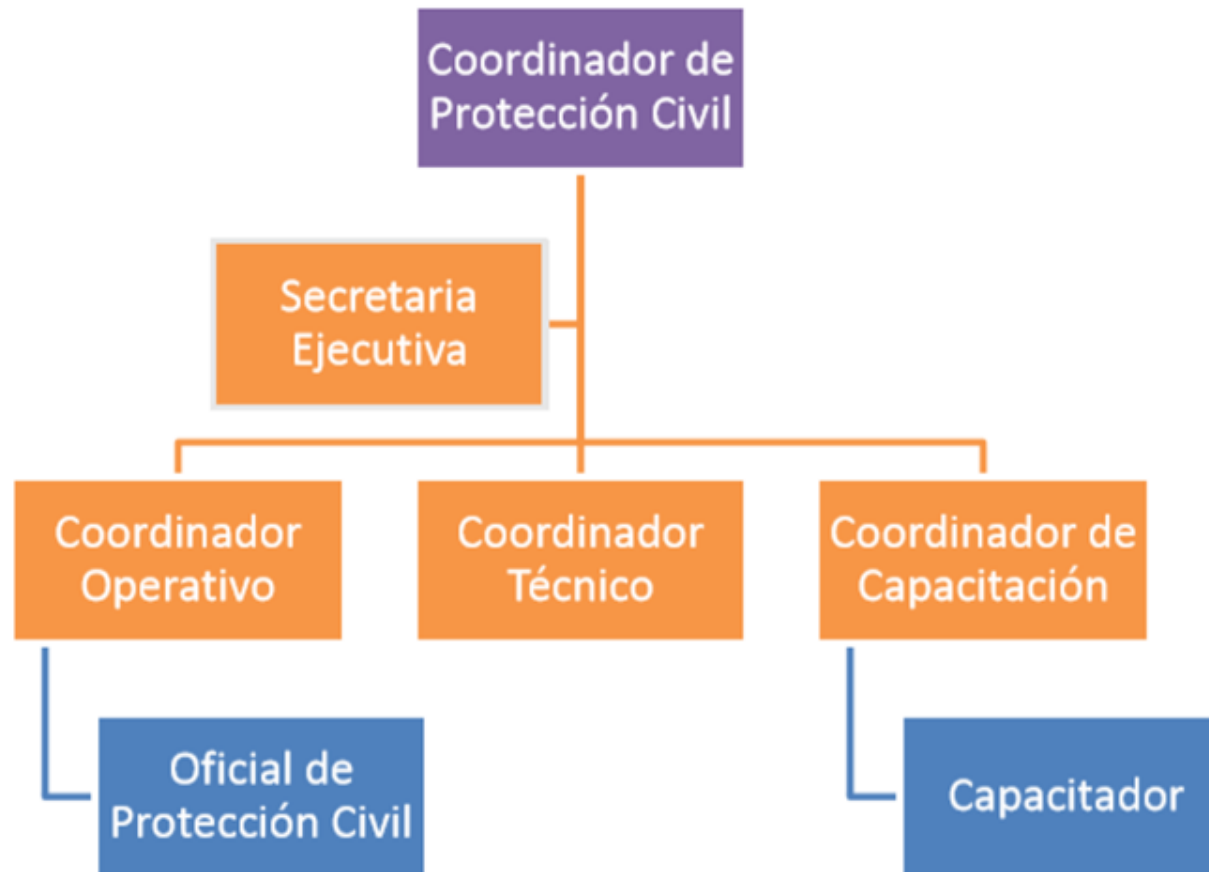 Coordinador de
Protección Civil
Secretaria
Ejecutiva
Coordinador
Operativo
Coordinador
Técnico
Coordinador de
Capacitación
Oficial de
Protección Civil
Capacitador